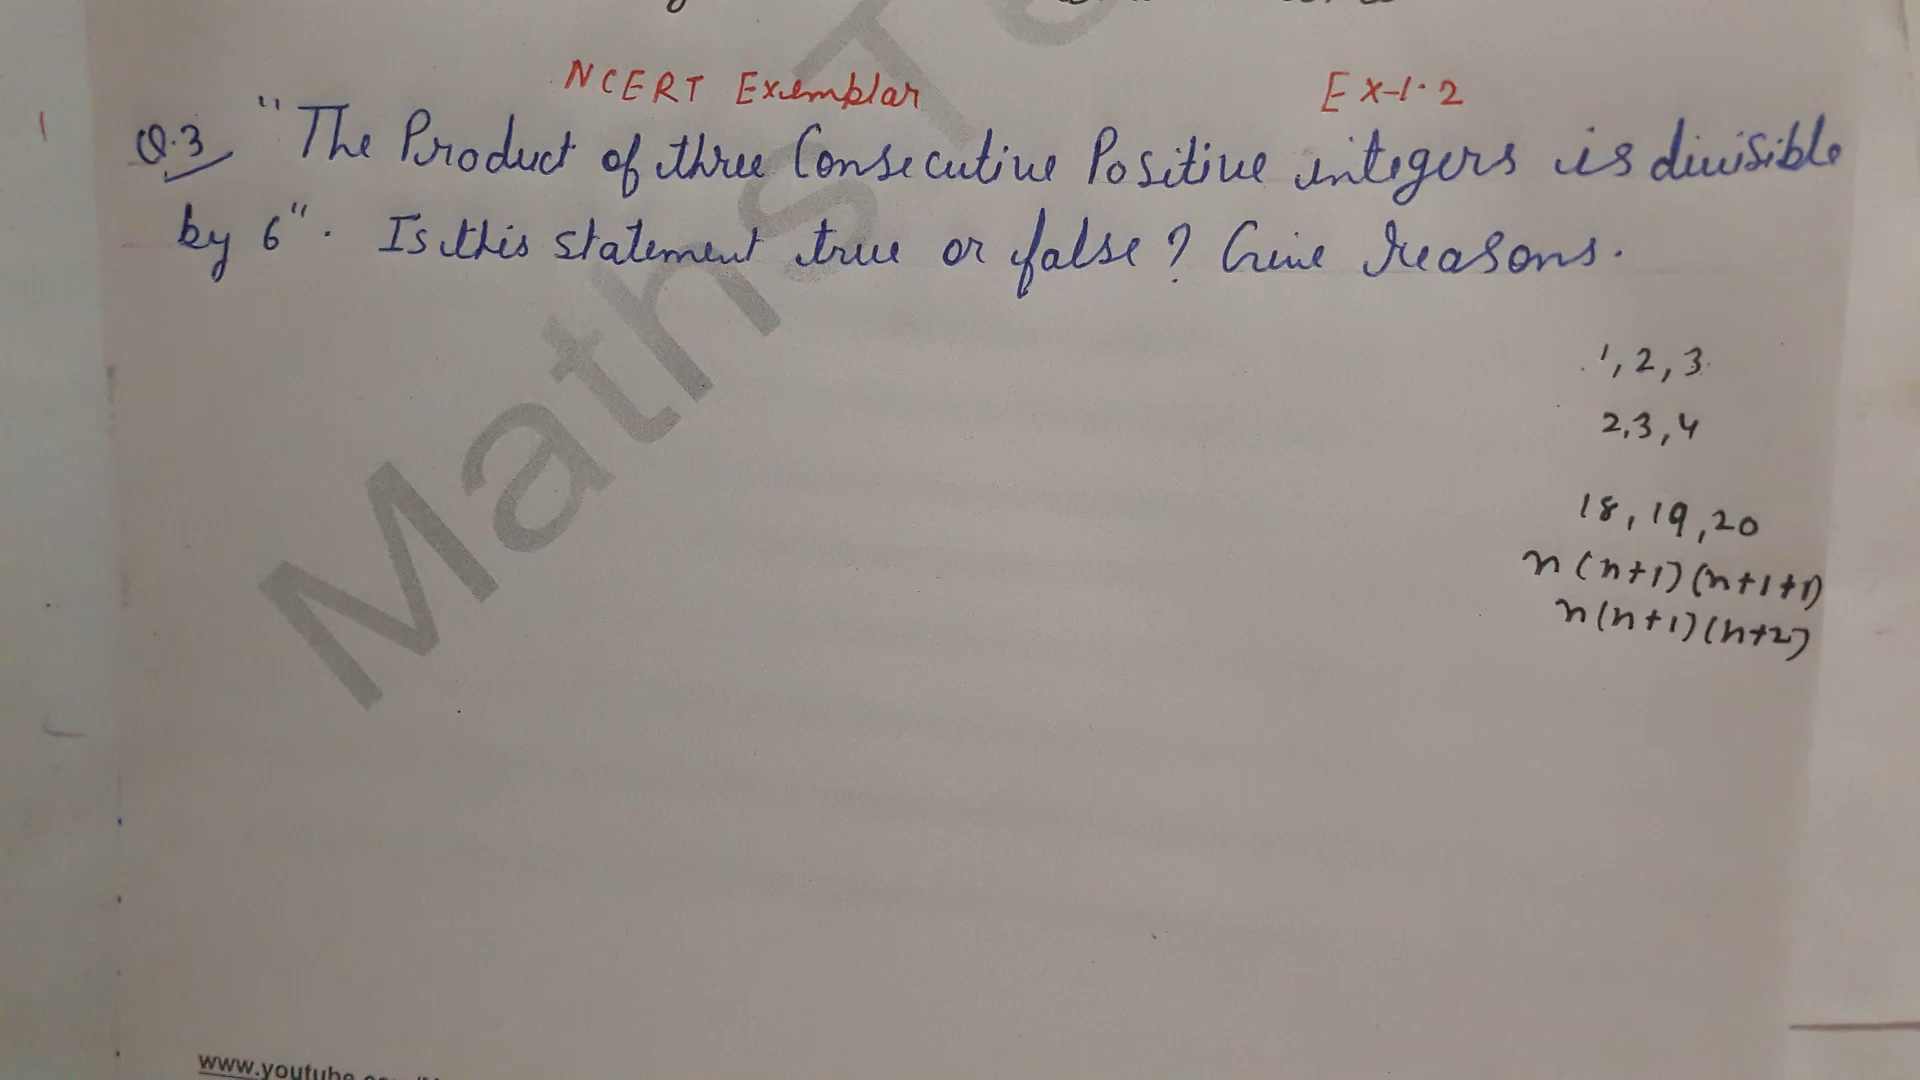 NCERT Exemplar Ex-1.2
Q.3 "The Product of three Consecutive Positive integers is divisible
by 6". Is this statement true or false? Give Reasons.
1, 2, 3
2, 3, 4
18, 19, 20
n(n+1)(n+1+1)
n(n+1)(n+2)
Maths
www.youtube